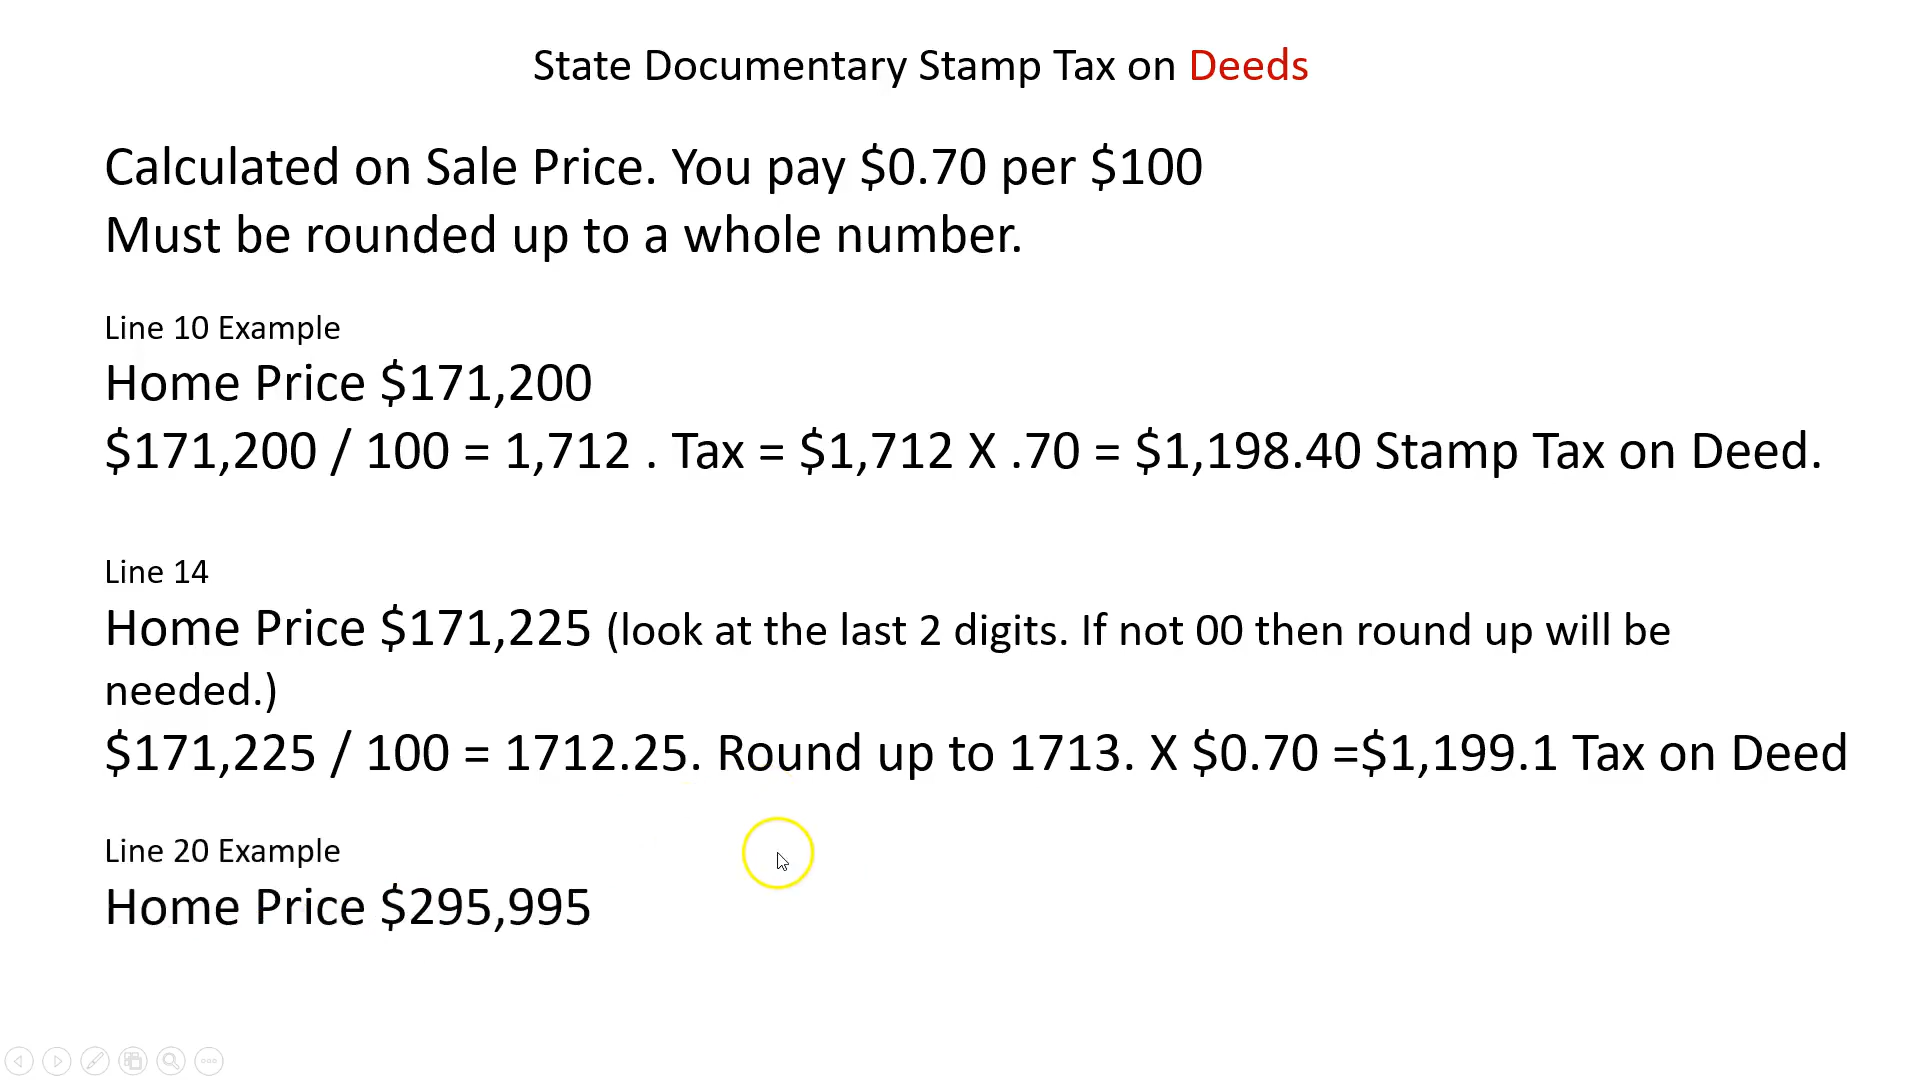 State Documentary Stamp Tax on Deeds
Calculated on Sale Price. You pay $0.70 per $100
Must be rounded up to a whole number.
Line 10 Example
Home Price $171,200
$171,200 / 100 = 1,712 . Tax = $1,712 X .70 = $1,198.40 Stamp Tax on Deed.
Line 14
Home Price $171,225 (look at the last 2 digits. If not 00 then round up will be
needed.)
$171,225 / 100 = 1712.25. Round up to 1713. X $0.70 =$1,199.1 Tax on Deed
Line 20 Example
Home Price $295,995